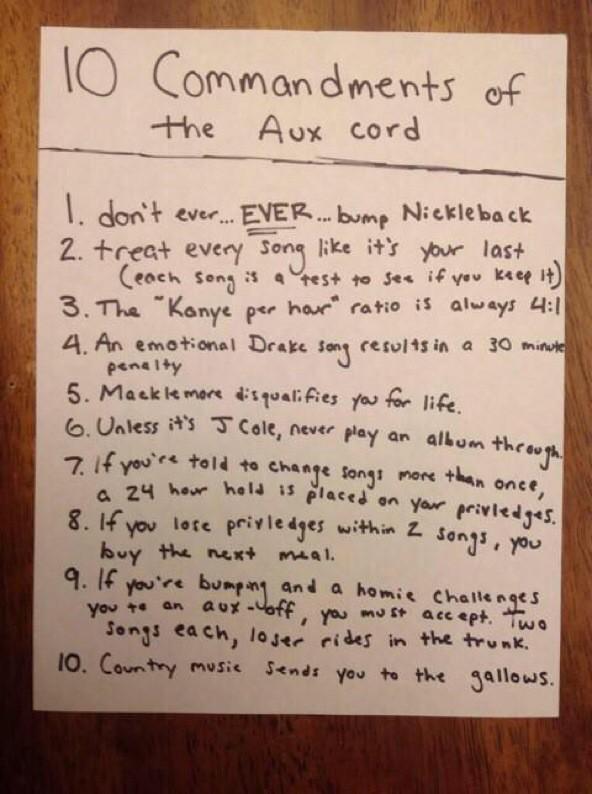 10 Commandments of
the Aux cord
1. don't ever... EVER... bump Nickleback
2. treat every song like it's your last
(each song is a test to see if you keep it)
3. The "Kanye per hour" ratio is always 4:1
4. An emotional Drake song results in a 30 minute
penalty
5. Macklemore disqualifies you for life.
6. Unless it's J Cole, never play an album through.
7. If you're told to change songs more than once,
a 24 hour hold is placed on your privledges.
8. If you lose privledges within 2 songs, you
buy the next meal.
9. If you're bumping and a homie challenges
you to an aux-off, you must accept. Two
songs each, loser rides in the trunk.
10. Country music sends you to the gallows.